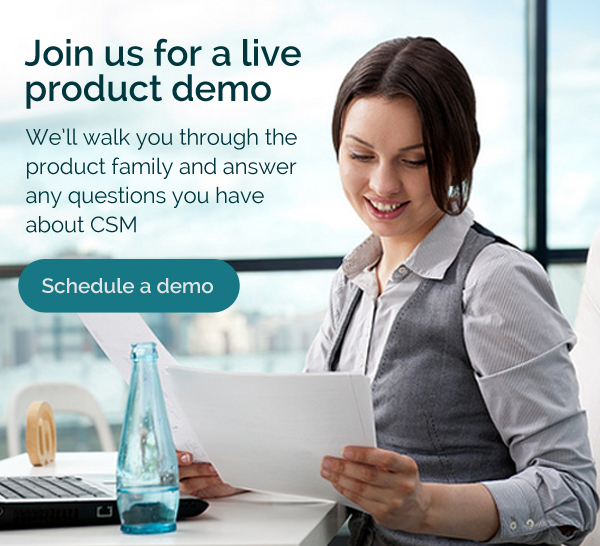 Join us for a live
product demo
We’ll walk you through the
product family and answer
any questions you have
about CSM
Schedule a demo